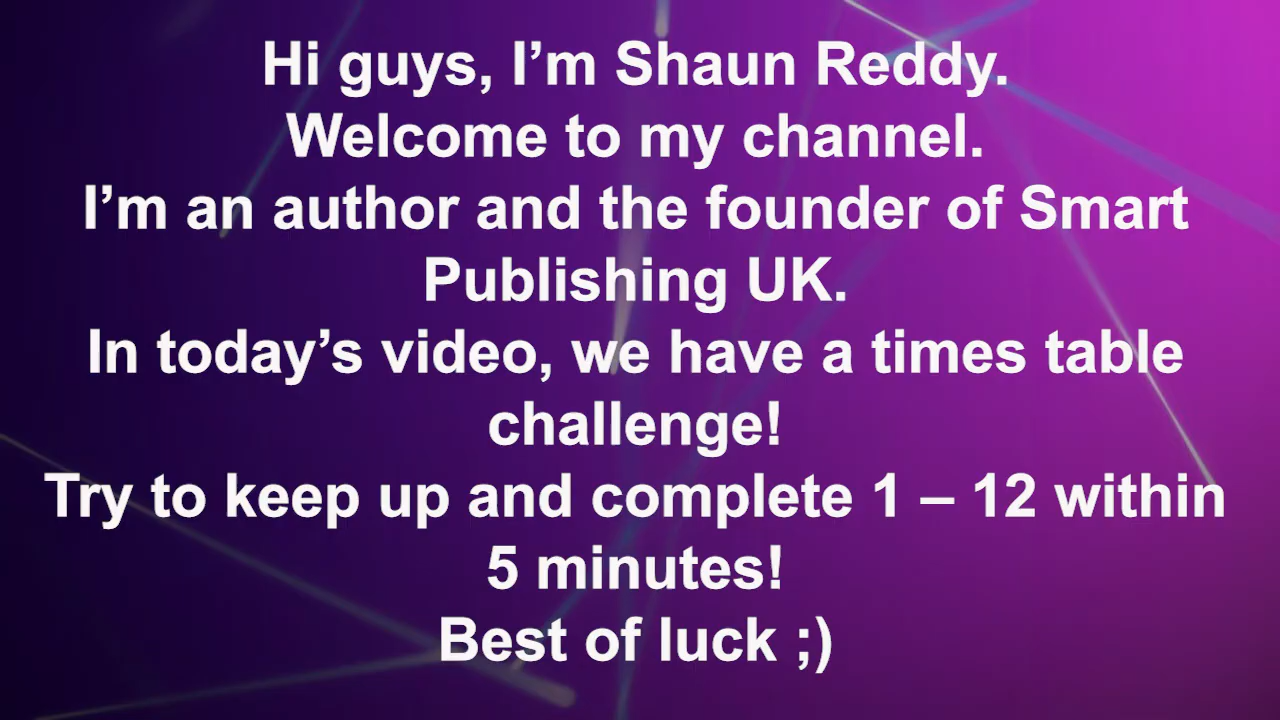 Hi guys, I’m Shaun Reddy.
Welcome to my channel.
I’m an author and the founder of Smart
Publishing UK.
In today’s video, we have a times table
challenge!
Try to keep up and complete 1 – 12 within
5 minutes!
Best of luck ;)